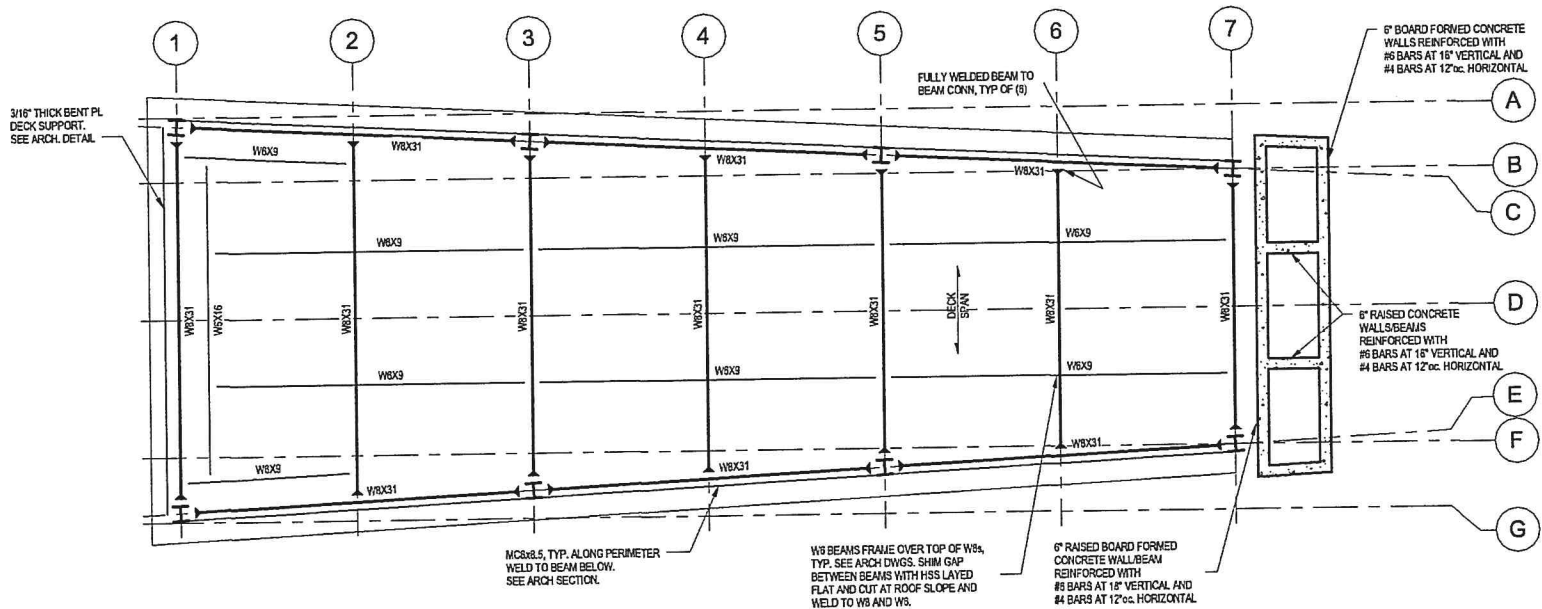 1
2
3
4
5
6
7
6" BOARD FORMED CONCRETE
WALLS REINFORCED WITH
#6 BARS AT 16" VERTICAL AND
#4 BARS AT 12"oc. HORIZONTAL
FULLY WELDED BEAM TO
BEAM CONN, TYP OF (8)
3/16" THICK BENT PL
DECK SUPPORT.
SEE ARCH. DETAIL
A
B
C
D
E
F
G
W6X9
W8X31
W8X31
W8X31
W6X9
W6X9
W6X9
W8X31
W6X16
W8X31
W8X31
W8X31
W8X31
DECK
SPAN
W8X31
W8X31
6" RAISED CONCRETE
WALLS/BEAMS
REINFORCED WITH
#6 BARS AT 16" VERTICAL AND
#4 BARS AT 12"oc. HORIZONTAL
W6X9
W6X9
W6X9
W6X9
W8X31
W8X31
W8X31
MC8x8.5, TYP. ALONG PERIMETER
WELD TO BEAM BELOW.
SEE ARCH SECTION.
W6 BEAMS FRAME OVER TOP OF W8s,
TYP. SEE ARCH DWGS. SHIM GAP
BETWEEN BEAMS WITH HSS LAYED
FLAT AND CUT AT ROOF SLOPE AND
WELD TO W8 AND W6.
6" RAISED BOARD FORMED
CONCRETE WALL/BEAM
REINFORCED WITH
#6 BARS AT 16" VERTICAL AND
#4 BARS AT 12"oc. HORIZONTAL